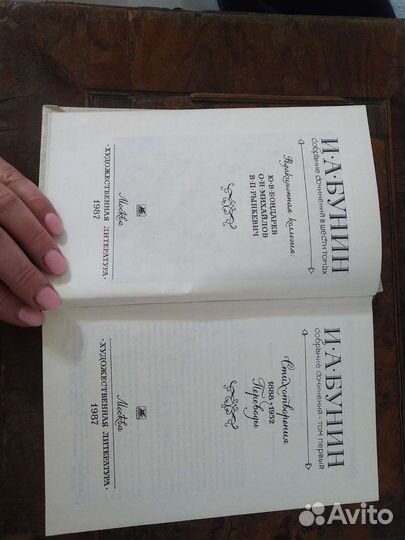 И·А·БУНИН
собрание сочинений в шести томах
Редакционная коллегия:
Ю·В·БОНДАРЕВ
О·Н·МИХАЙЛОВ
В·П·РЫНКЕВИЧ
Москва
·ХУДОЖЕСТВЕННАЯ ЛИТЕРАТУРА·
1987
И·А·БУНИН
собрание сочинений·том первый
Стихотворения
1888-1952
Переводы
Москва
·ХУДОЖЕСТВЕННАЯ ЛИТЕРАТУРА·
1987
Avito